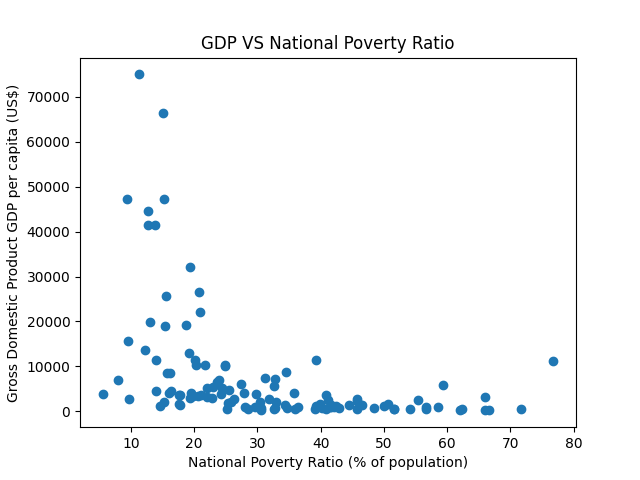 GDP VS National Poverty Ratio
Gross Domestic Product GDP per capita (US$)
70000
60000
50000
40000
30000
20000
10000
0
10 20 30 40 50 60 70 80
National Poverty Ratio (% of population)